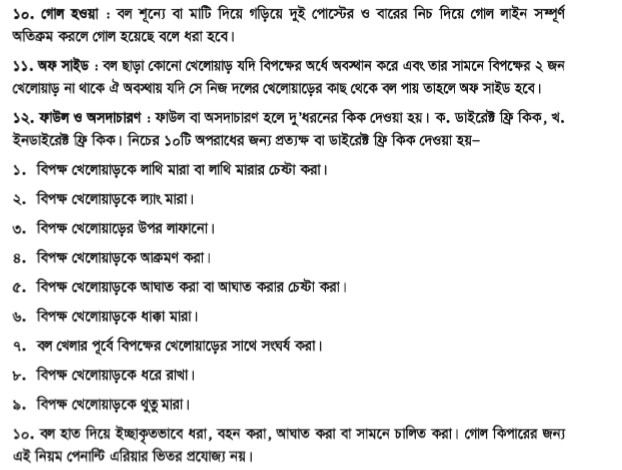 ১০. গোল হওয়া : বল শূন্যে বা মাটি দিয়ে গড়িয়ে দুই পোস্টের ও বারের নিচ দিয়ে গোল লাইন সম্পূর্ণ
অতিক্রম করলে গোল হয়েছে বলে ধরা হবে।
১১. অফ সাইড : বল ছাড়া কোনো খেলোয়াড় যদি বিপক্ষের অর্ধে অবস্থান করে এবং তার সামনে বিপক্ষের ২ জন
খেলোয়াড় না থাকে ঐ অবস্থায় যদি সে নিজ দলের খেলোয়াড়ের কাছ থেকে বল পায় তাহলে অফ সাইড হবে।
১২. ফাউল ও অসদাচারণ : ফাউল বা অসদাচারণ হলে দু'ধরনের কিক দেওয়া হয়। ক. ডাইরেক্ট ফ্রি কিক, খ.
ইনডাইরেক্ট ফ্রি কিক। নিচের ১০টি অপরাধের জন্য প্রত্যক্ষ বা ডাইরেক্ট ফ্রি কিক দেওয়া হয়–
১. বিপক্ষ খেলোয়াড়কে লাথি মারা বা লাথি মারার চেষ্টা করা।
২. বিপক্ষ খেলোয়াড়কে ল্যাং মারা।
৩. বিপক্ষ খেলোয়াড়ের উপর লাফানো।
৪. বিপক্ষ খেলোয়াড়কে আক্রমণ করা।
৫. বিপক্ষ খেলোয়াড়কে আঘাত করা বা আঘাত করার চেষ্টা করা।
৬. বিপক্ষ খেলোয়াড়কে ধাক্কা মারা।
৭. বল খেলার পূর্বে বিপক্ষের খেলোয়াড়ের সাথে সংঘর্ষ করা।
৮. বিপক্ষ খেলোয়াড়কে ধরে রাখা।
৯. বিপক্ষ খেলোয়াড়কে থুতু মারা।
১০. বল হাত দিয়ে ইচ্ছাকৃতভাবে ধরা, বহন করা, আঘাত করা বা সামনে চালিত করা। গোল কিপারের জন্য
এই নিয়ম পেনাল্টি এরিয়ার ভিতর প্রযোজ্য নয়।